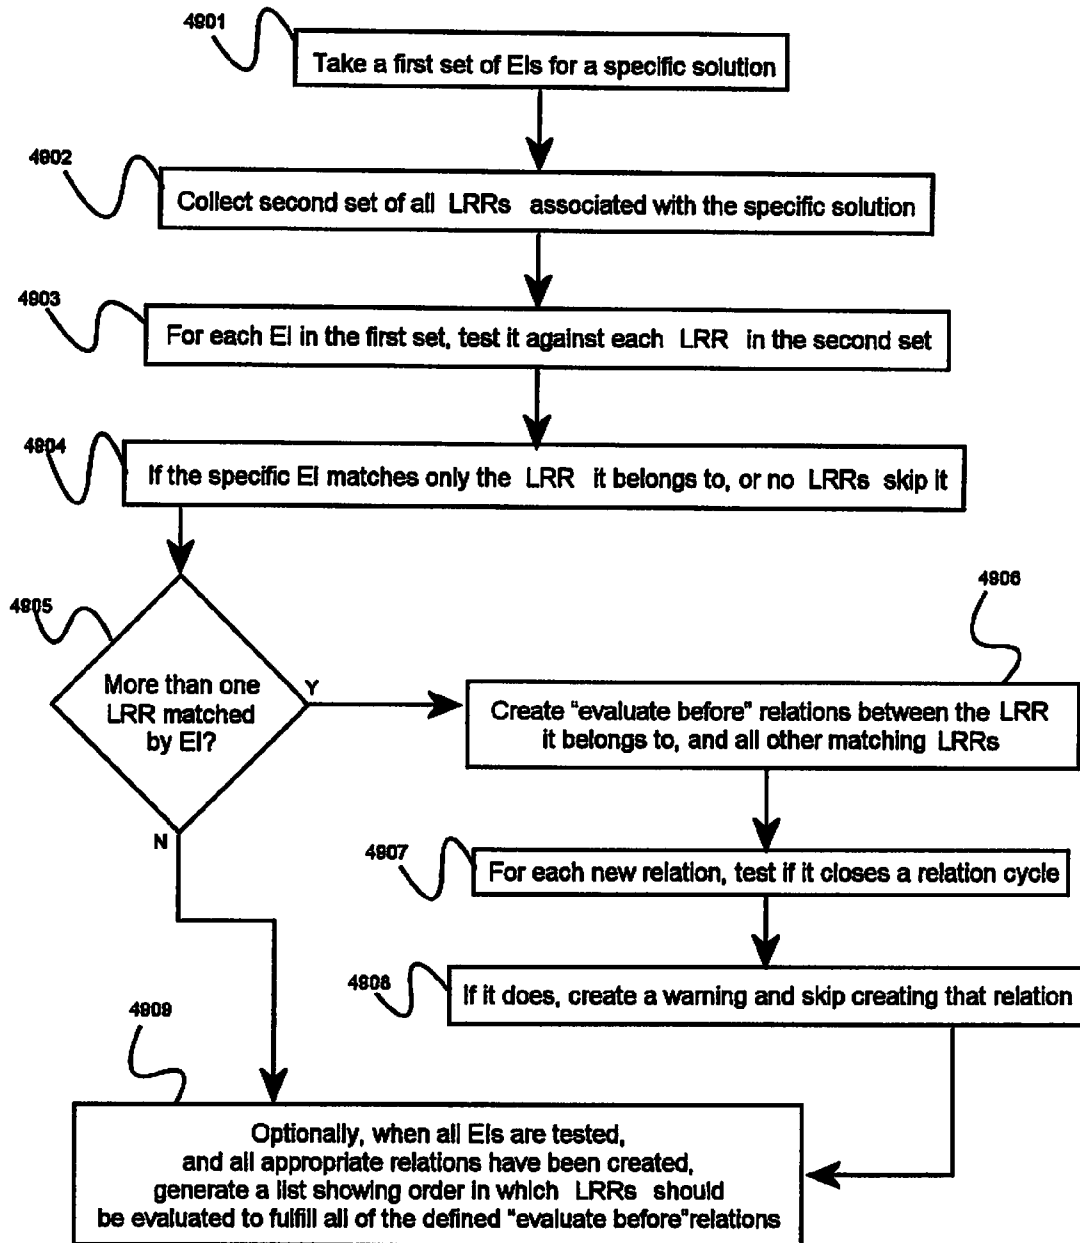 4901
Take a first set of EIs for a specific solution
4902
Collect second set of all LRRs associated with the specific solution
4903
For each EI in the first set, test it against each LRR in the second set
4904
If the specific EI matches only the LRR it belongs to, or no LRRs skip it
4905
More than one
LRR matched
by EI?
Y
N
4906
Create "evaluate before" relations between the LRR
it belongs to, and all other matching LRRs
4907
For each new relation, test if it closes a relation cycle
4908
If it does, create a warning and skip creating that relation
4909
Optionally, when all EIs are tested,
and all appropriate relations have been created,
generate a list showing order in which LRRs should
be evaluated to fulfill all of the defined "evaluate before"relations